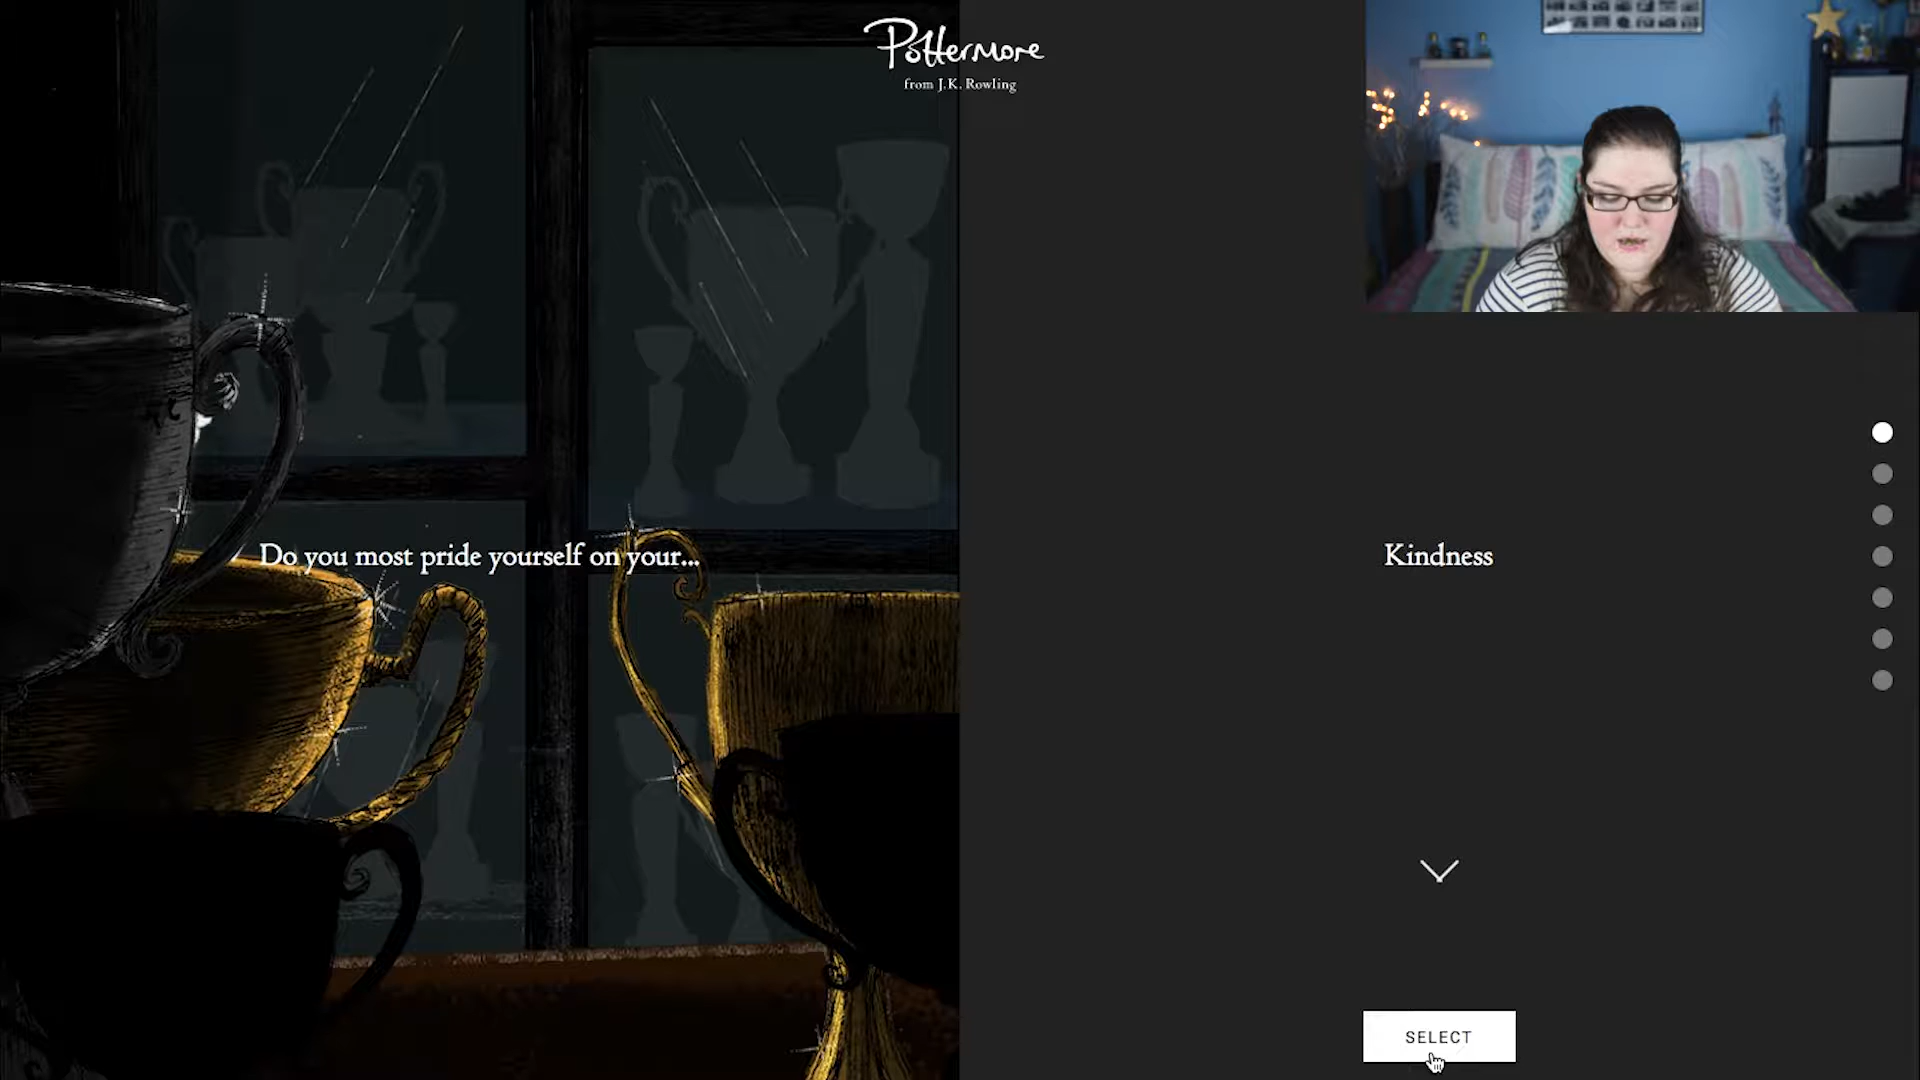 Pottermore
from J.K. Rowling
Do you most pride yourself on your...
Kindness
SELECT